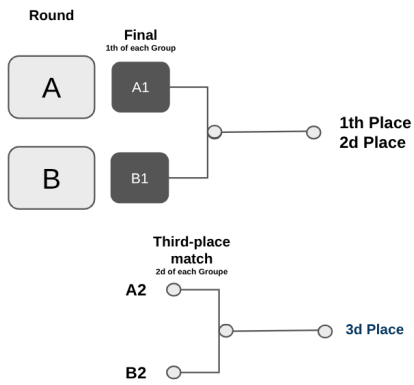 Round
Final
1th of each Group
A
A1
1th Place
2d Place
B
B1
Third-place
match
2d of each Groupe
A2
3d Place
B2